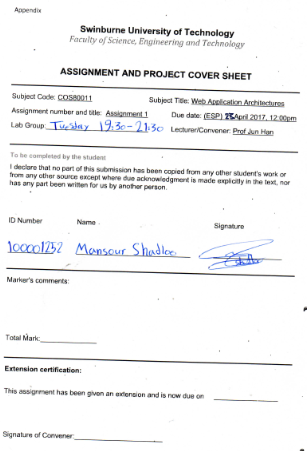 Appendix
Swinburne University of Technology
Faculty of Science, Engineering and Technology
ASSIGNMENT AND PROJECT COVER SHEET
Subject Code: COS80011 Subject Title: Web Application Architectures
Assignment number and title: Assignment 1 Due date: (ESP) April 2017, 12:00pm
Lab Group Tuesday 19:30-21:30 Lecturer/Convener: Prof Jun Han
To be completed by the student
I declare that no part of this submission has been copied from any other student's work or
from any other source except where due acknowledgment is made explicitly in the text, nor
has any part been written for us by another person.
ID Number Name Signature
100001252 Mansour Shadloo
Marker's comments:
Total Mark:
Extension certification:
This assignment has been given an extension and is now due on
Signature of Convener: